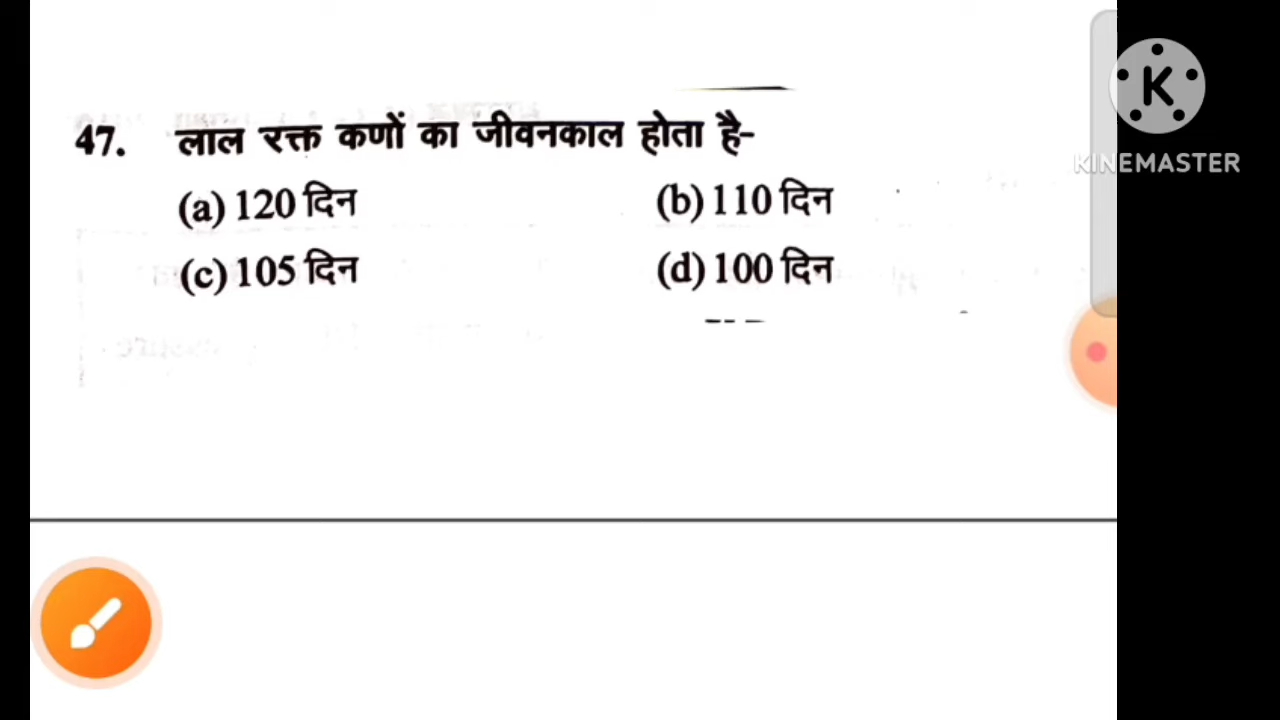 KINEMASTER
47. लाल रक्त कणों का जीवनकाल होता है-
(a) 120 दिन (b) 110 दिन
(c) 105 दिन (d) 100 दिन